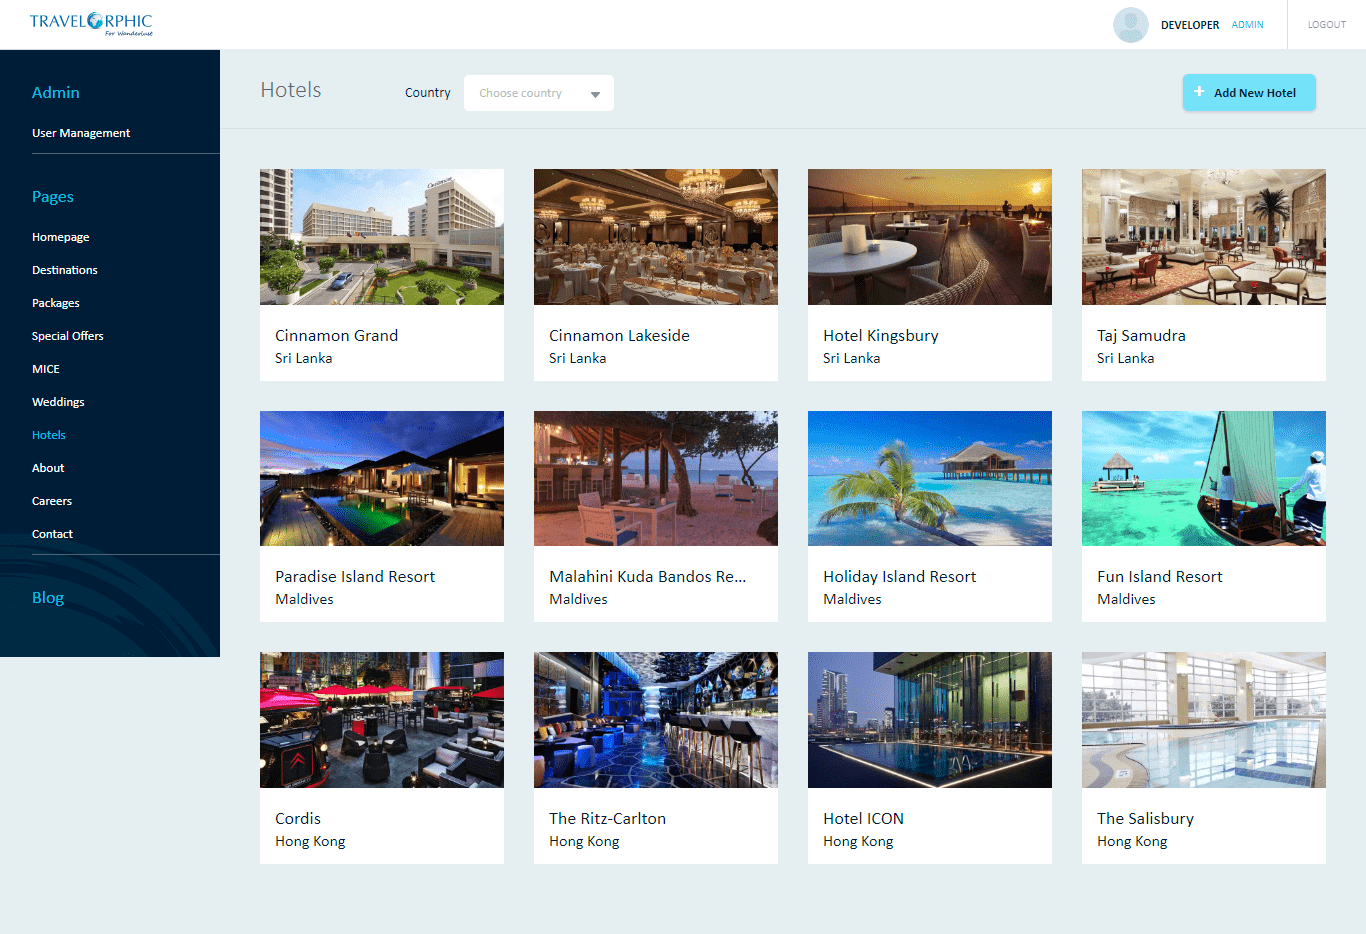 TRAVELORPHIC
For Wanderlust
DEVELOPER ADMIN
LOGOUT
Admin
User Management
Pages
Homepage
Destinations
Packages
Special Offers
MICE
Weddings
Hotels
About
Careers
Contact
Blog
Hotels
Country
Choose country
+ Add New Hotel
Cinnamon Grand
Sri Lanka
Cinnamon Lakeside
Sri Lanka
Hotel Kingsbury
Sri Lanka
Taj Samudra
Sri Lanka
Paradise Island Resort
Maldives
Malahini Kuda Bandos Re...
Maldives
Holiday Island Resort
Maldives
Fun Island Resort
Maldives
Cordis
Hong Kong
The Ritz-Carlton
Hong Kong
Hotel ICON
Hong Kong
The Salisbury
Hong Kong